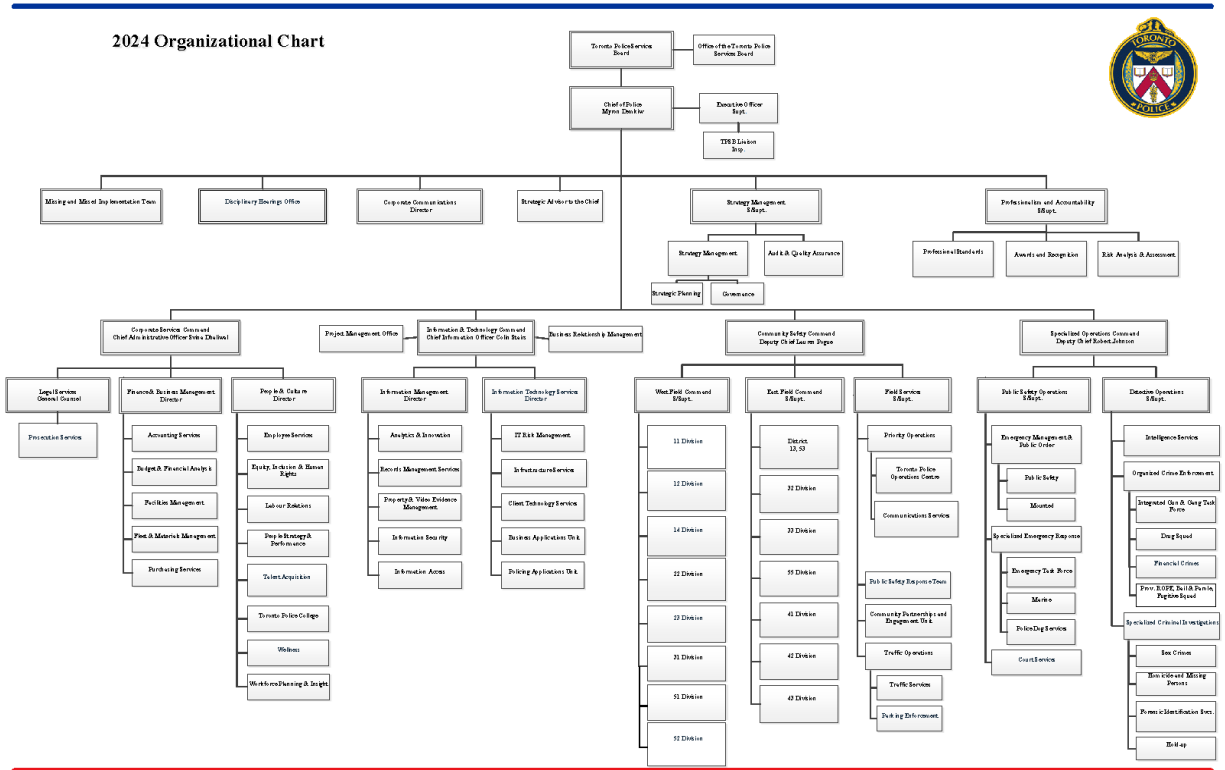 2024 Organizational Chart
Toronto Police Services
Board
Office of the Toronto Police
Services Board
TORONTO
POLICE
Chief of Police
Myron Demkiw
Executive Officer
Supt.
TPSB Liaison
Insp.
Missing and Missed Implementation Team
Disciplinary Hearings Office
Corporate Communications
Director
Strategic Advisor to the Chief
Strategy Management
S/Supt.
Professionalism and Accountability
S/Supt.
Strategy Management
Audit & Quality Assurance
Professional Standards
Awards and Recognition
Risk Analysis & Assessment
Strategic Planning
Governance
Corporate Services Command
Chief Administrative Officer Svina Dhaliwal
Project Management Office
Information & Technology Command
Chief Information Officer Colin Stairs
Business Relationship Management
Community Safety Command
Deputy Chief Lauren Pogue
Specialized Operations Command
Deputy Chief Robert Johnson
Legal Services
General Counsel
Finance & Business Management
Director
People & Culture
Director
Information Management
Director
Information Technology Services
Director
West Field Command
S/Supt.
East Field Command
S/Supt.
Field Services
S/Supt.
Public Safety Operations
S/Supt.
Detective Operations
S/Supt.
Prosecution Services
Accounting Services
Budget & Financial Analysis
Facilities Management
Fleet & Materials Management
Purchasing Services
Employee Services
Equity, Inclusion & Human
Rights
Labour Relations
People Strategy &
Performance
Talent Acquisition
Toronto Police College
Wellness
Workforce Planning & Insight
Analytics & Innovation
Records Management Services
Property & Video Evidence
Management
Information Security
Information Access
IT Risk Management
Infrastructure Services
Client Technology Services
Business Applications Unit
Policing Applications Unit
11 Division
12 Division
14 Division
22 Division
23 Division
31 Division
51 Division
52 Division
District
13, 53
32 Division
33 Division
55 Division
41 Division
42 Division
43 Division
Priority Operations
Toronto Police
Operations Centre
Communications Services
Public Safety Response Team
Community Partnerships and
Engagement Unit
Traffic Operations
Traffic Services
Parking Enforcement
Emergency Management &
Public Order
Public Safety
Mounted
Specialized Emergency Response
Emergency Task Force
Marine
Police Dog Services
Court Services
Intelligence Services
Organized Crime Enforcement
Integrated Gun & Gang Task
Force
Drug Squad
Financial Crimes
Prov. ROPE, Bail & Parole,
Fugitive Squad
Specialized Criminal Investigations
Sex Crimes
Homicide and Missing
Persons
Forensic Identification Svcs.
Hold-up